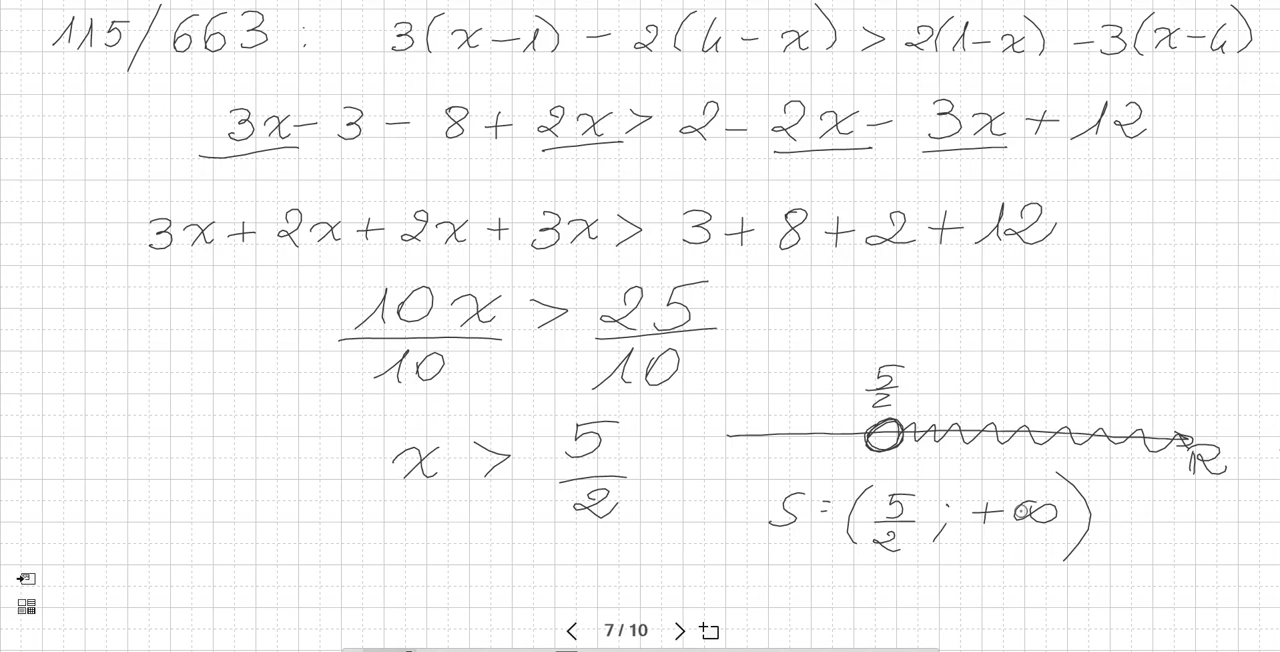 115/663 : 3(x-1) - 2(4-x) > 2(1-x) - 3(x-4)
3x - 3 - 8 + 2x > 2 - 2x - 3x + 12
3x + 2x + 2x + 3x > 3 + 8 + 2 + 12
10x/10 > 25/10
x > 5/2
5/2
R
S = (5/2 ; +∞)
7 / 10